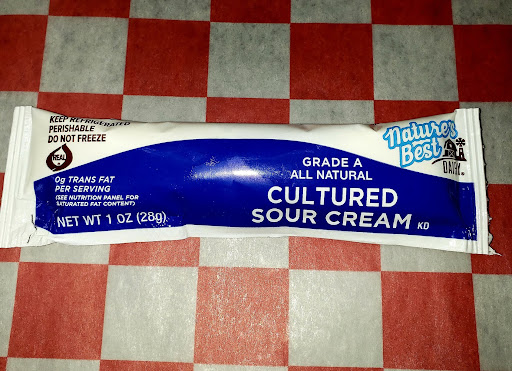 KEEP REFRIGERATED
PERISHABLE
DO NOT FREEZE
REAL
0g TRANS FAT
PER SERVING
(SEE NUTRITION PANEL FOR
SATURATED FAT CONTENT)
NET WT 1 OZ (28g)
GRADE A
ALL NATURAL
CULTURED
SOUR CREAM KD
Nature's
Best
DAIRY